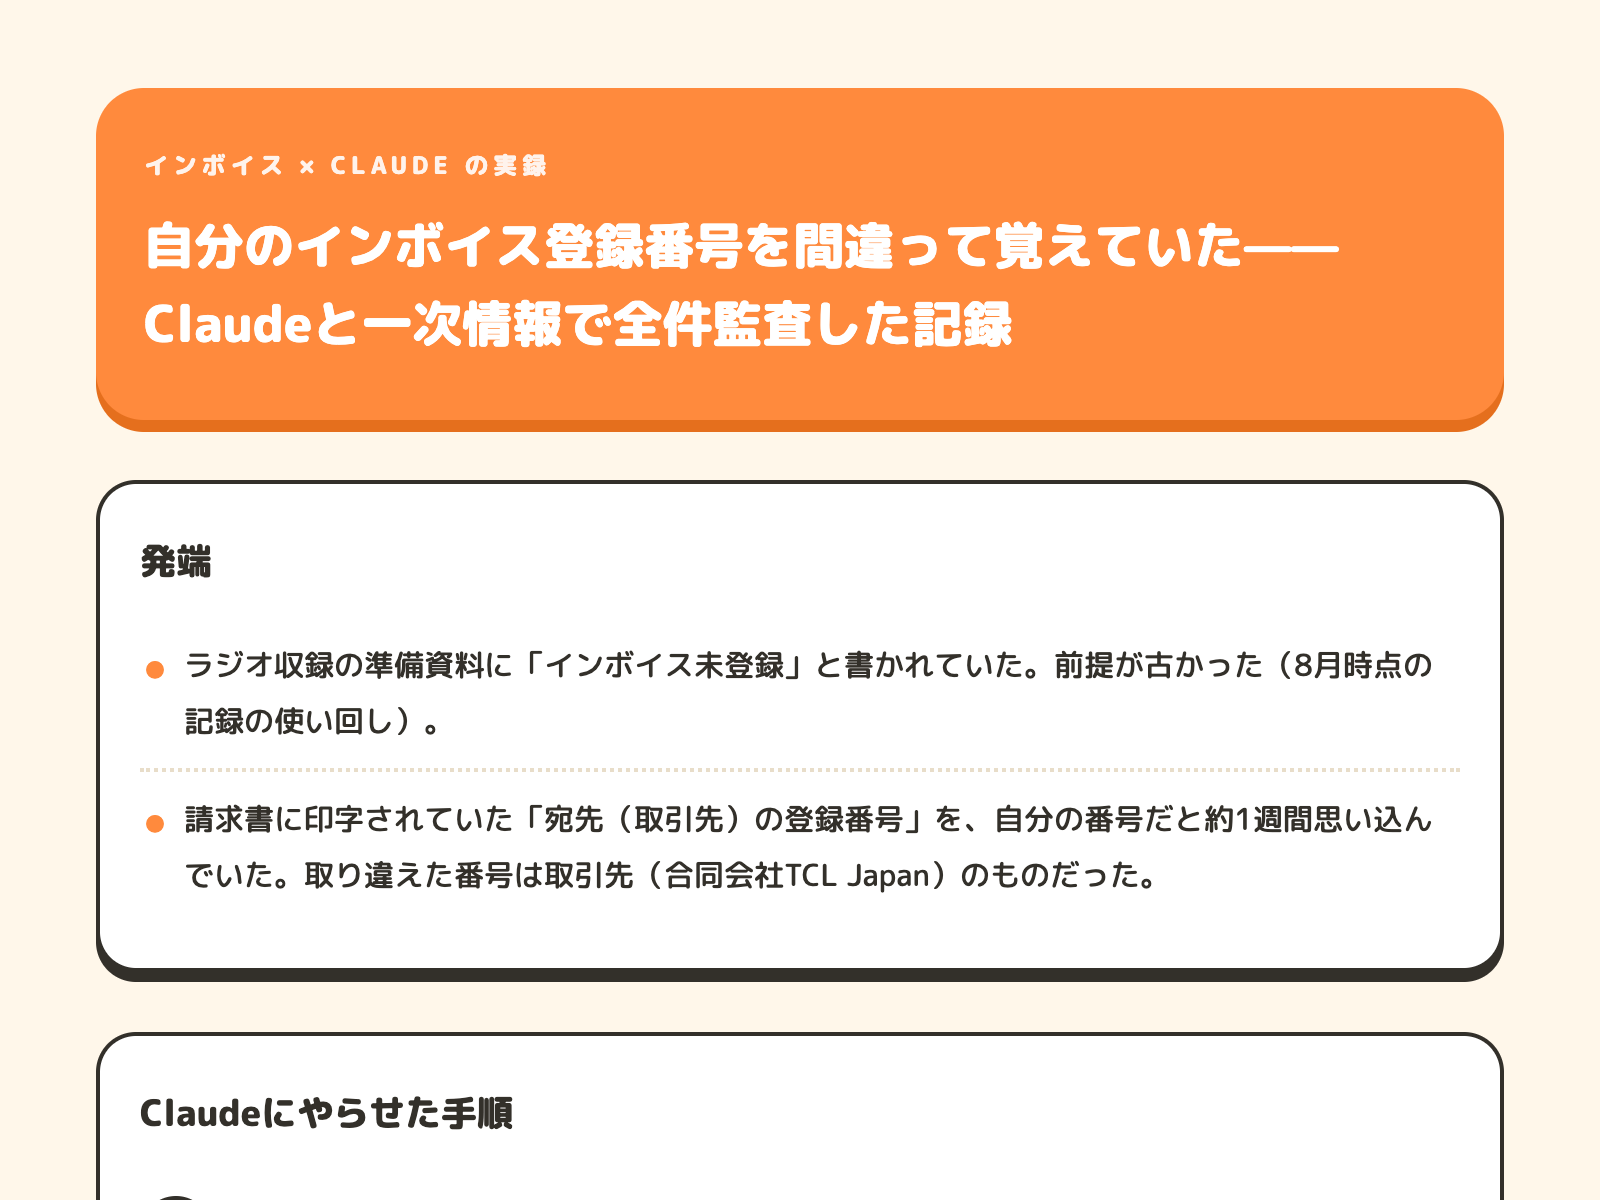 インボイス × CLAUDE の実録
自分のインボイス登録番号を間違って覚えていた——
Claudeと一次情報で全件監査した記録
発端
ラジオ収録の準備資料に「インボイス未登録」と書かれていた。前提が古かった（8月時点の
記録の使い回し）。
請求書に印字されていた「宛先（取引先）の登録番号」を、自分の番号だと約1週間思い込ん
でいた。取り違えた番号は取引先（合同会社TCL Japan）のものだった。
Claudeにやらせた手順